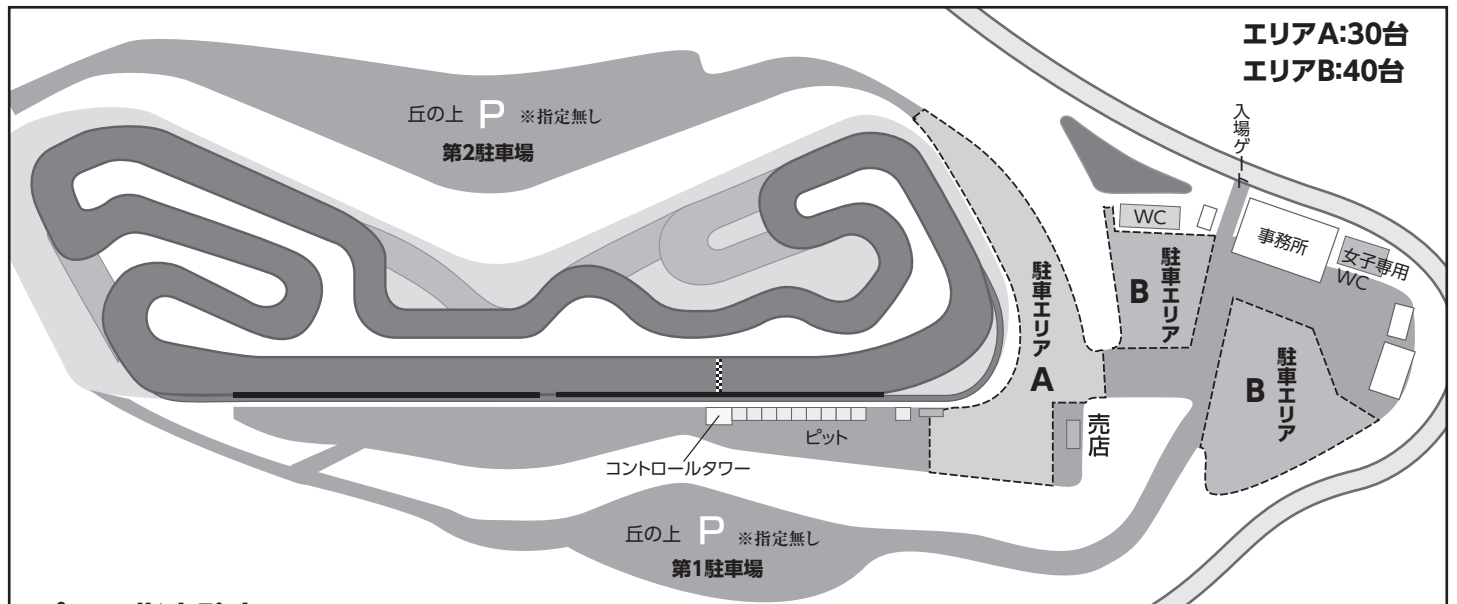 エリアA:30台
エリアB:40台
丘の上 P ※指定無し
第2駐車場
入場ゲート
WC
事務所
女子専用
WC
駐車エリア
B
駐車エリア
A
駐車エリア
B
売店
ピット
コントロールタワー
丘の上 P ※指定無し
第1駐車場